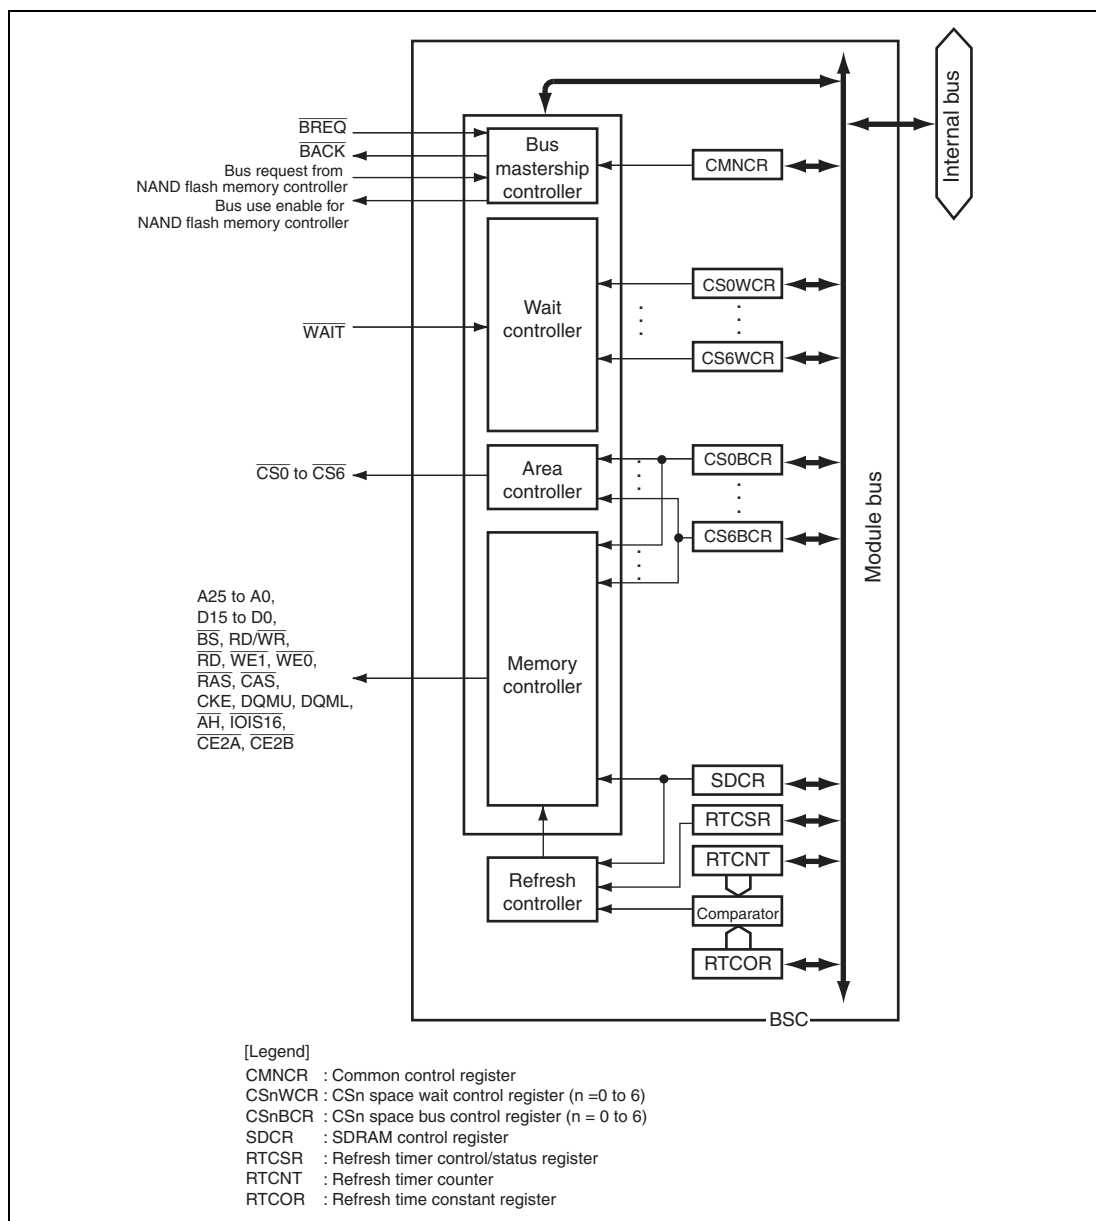 BREQ
BACK
Bus request from
NAND flash memory controller
Bus use enable for
NAND flash memory controller
Bus
mastership
controller
CMNCR
Internal bus
Wait
controller
CS0WCR
CS6WCR
WAIT
CS0 to CS6
Area
controller
CS0BCR
CS6BCR
Module bus
A25 to A0,
D15 to D0,
BS, RD/WR,
RD, WE1, WE0,
RAS, CAS,
CKE, DQMU, DQML,
AH, IOIS16,
CE2A, CE2B
Memory
controller
SDCR
RTCSR
RTCNT
Refresh
controller
Comparator
RTCOR
BSC
[Legend]
CMNCR : Common control register
CSnWCR : CSn space wait control register (n =0 to 6)
CSnBCR : CSn space bus control register (n = 0 to 6)
SDCR : SDRAM control register
RTCSR : Refresh timer control/status register
RTCNT : Refresh timer counter
RTCOR : Refresh time constant register